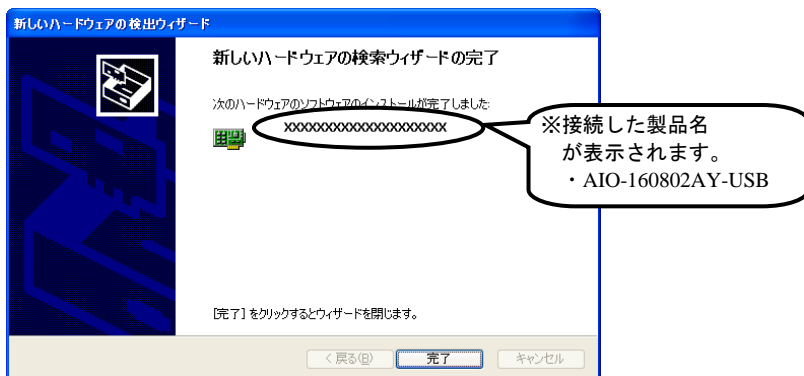 新しいハードウェアの検出ウィザード
新しいハードウェアの検索ウィザードの完了
次のハードウェアのソフトウェアのインストールが完了しました:
XXXXXXXXXXXXXXXXXXXX
※接続した製品名
が表示されます。
・AIO-160802AY-USB
[完了] をクリックするとウィザードを閉じます。
< 戻る(B)
完了
キャンセル